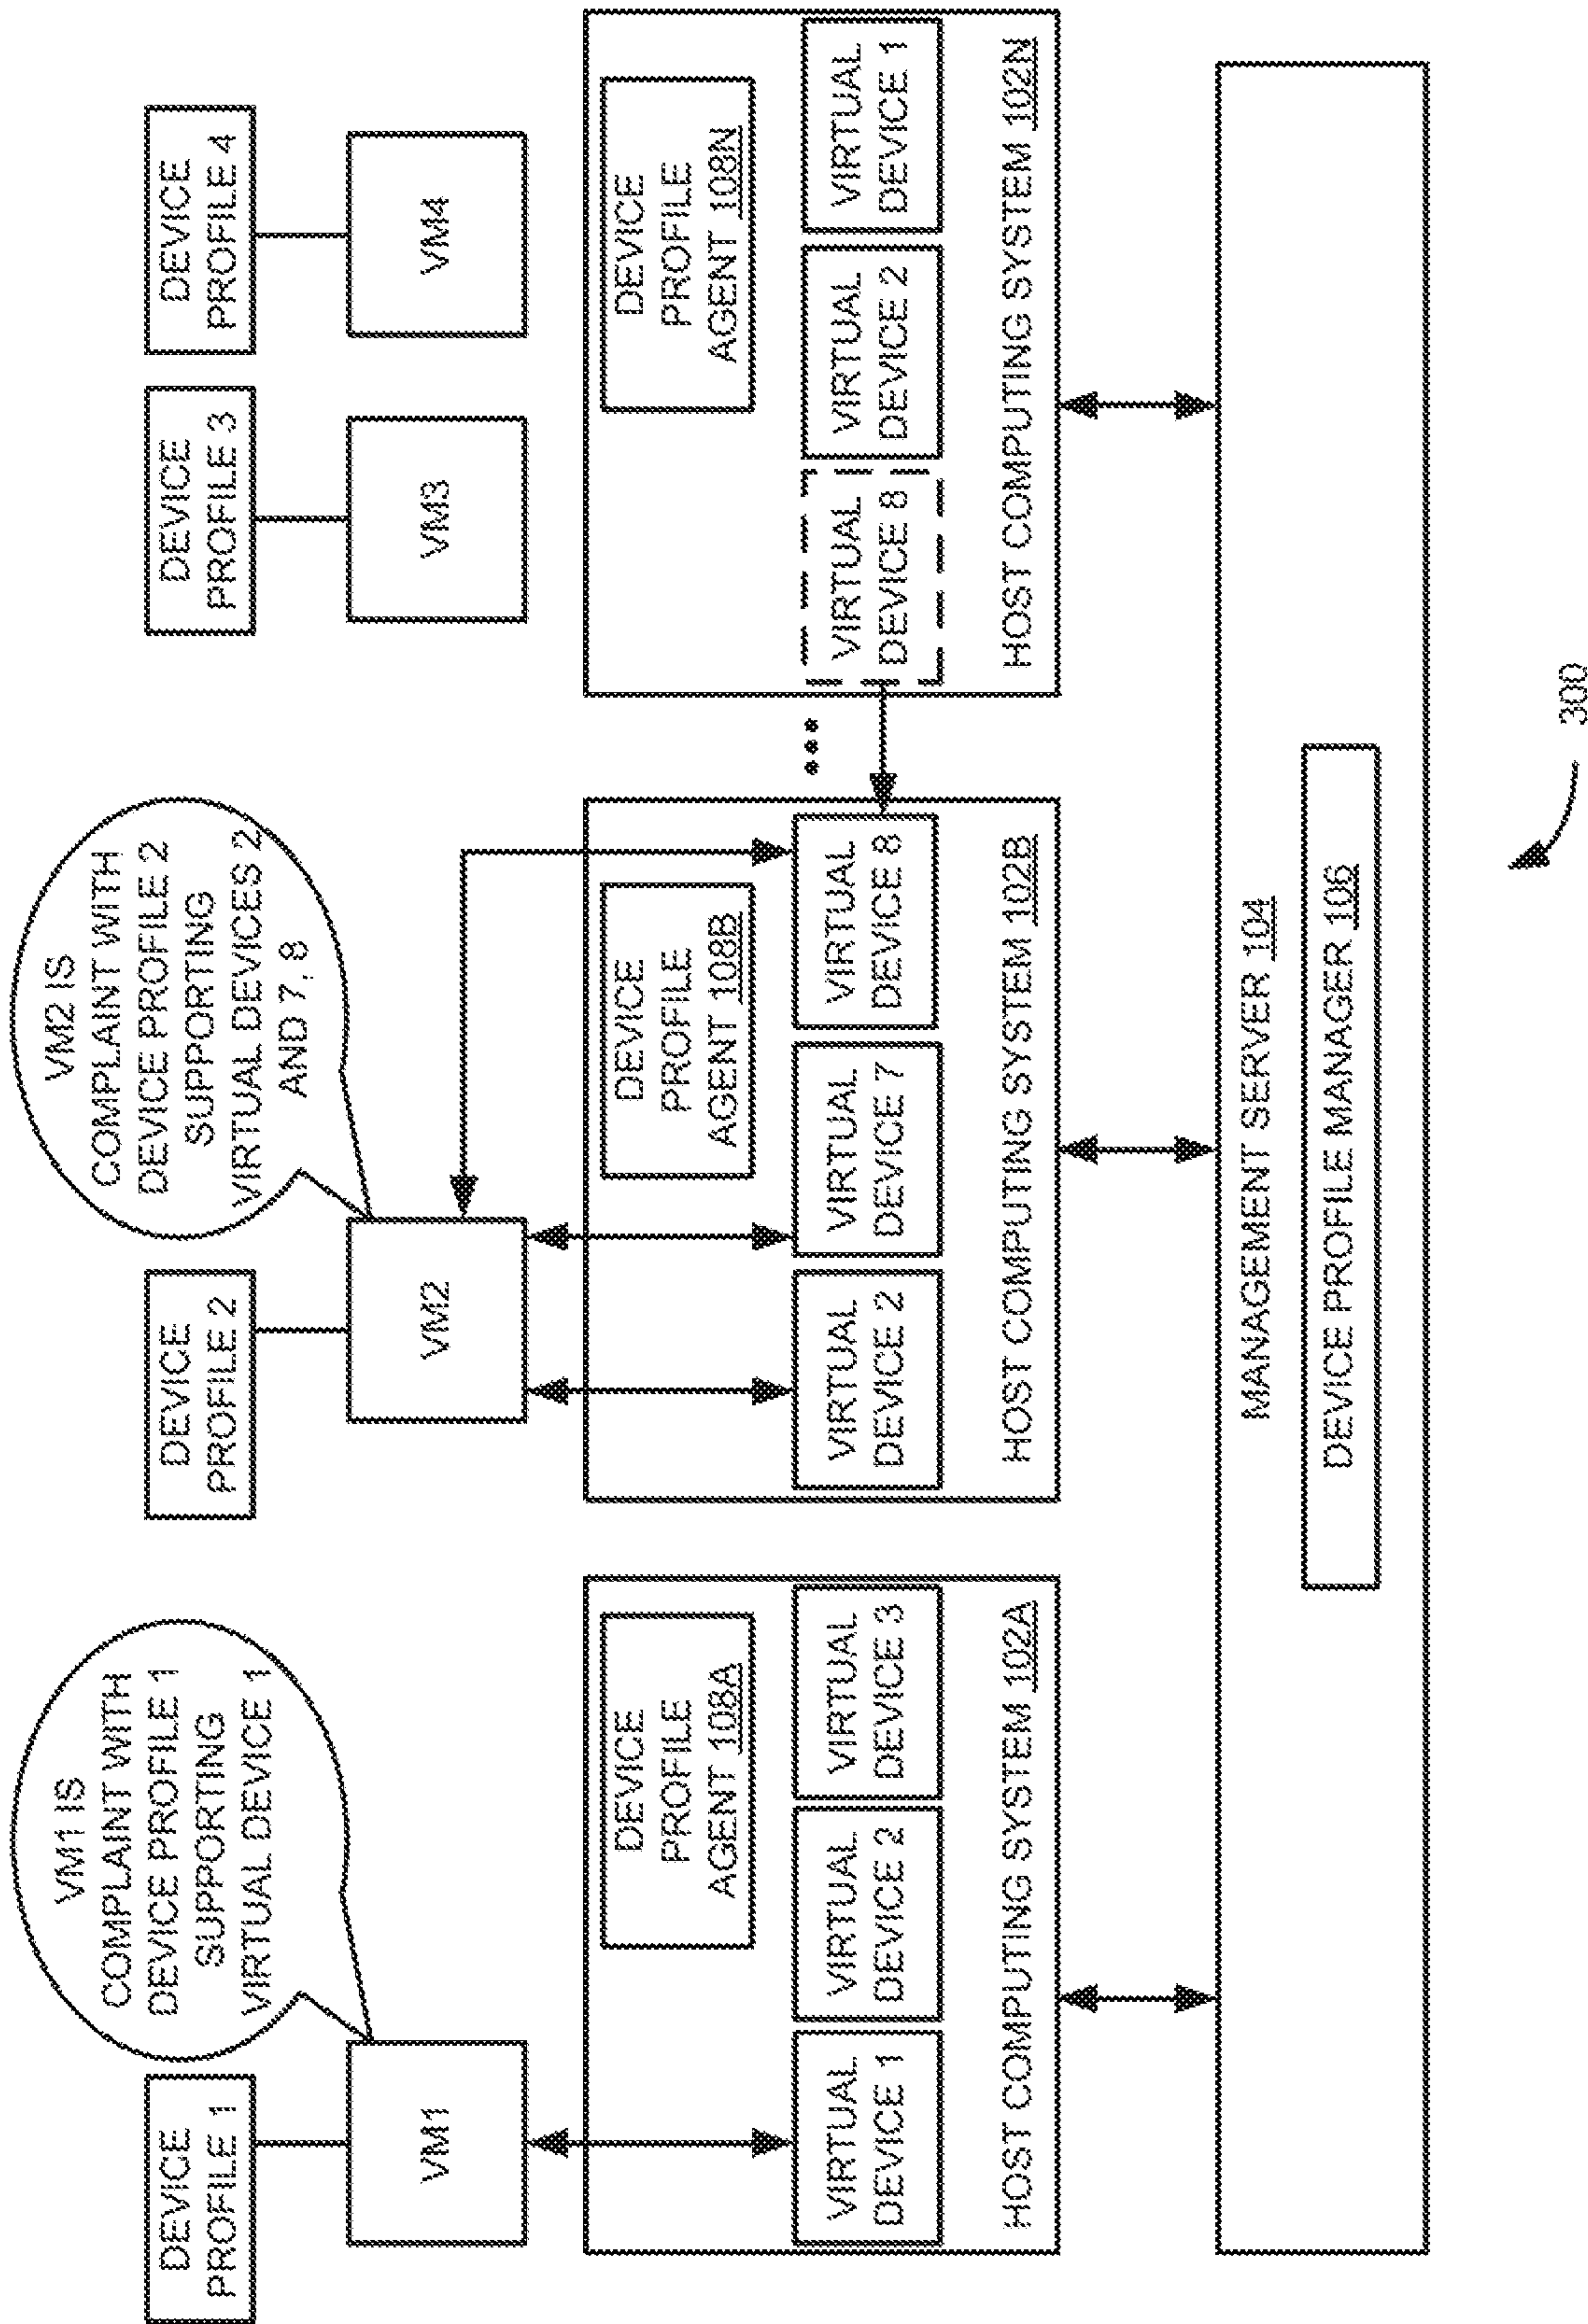 VM1 IS
COMPLAINT WITH
DEVICE PROFILE 1
SUPPORTING
VIRTUAL DEVICE 1
VM2 IS
COMPLAINT WITH
DEVICE PROFILE 2
SUPPORTING
VIRTUAL DEVICES 2
AND 7, 8
DEVICE
PROFILE 1
DEVICE
PROFILE 2
DEVICE
PROFILE 3
DEVICE
PROFILE 4
VM1
VM2
VM3
VM4
DEVICE
PROFILE
AGENT 108A
VIRTUAL
DEVICE 1
VIRTUAL
DEVICE 2
VIRTUAL
DEVICE 3
HOST COMPUTING SYSTEM 102A
DEVICE
PROFILE
AGENT 108B
VIRTUAL
DEVICE 2
VIRTUAL
DEVICE 7
VIRTUAL
DEVICE 8
HOST COMPUTING SYSTEM 102B
•••
DEVICE
PROFILE
AGENT 108N
VIRTUAL
DEVICE 8
VIRTUAL
DEVICE 2
VIRTUAL
DEVICE 1
HOST COMPUTING SYSTEM 102N
MANAGEMENT SERVER 104
DEVICE PROFILE MANAGER 106
300